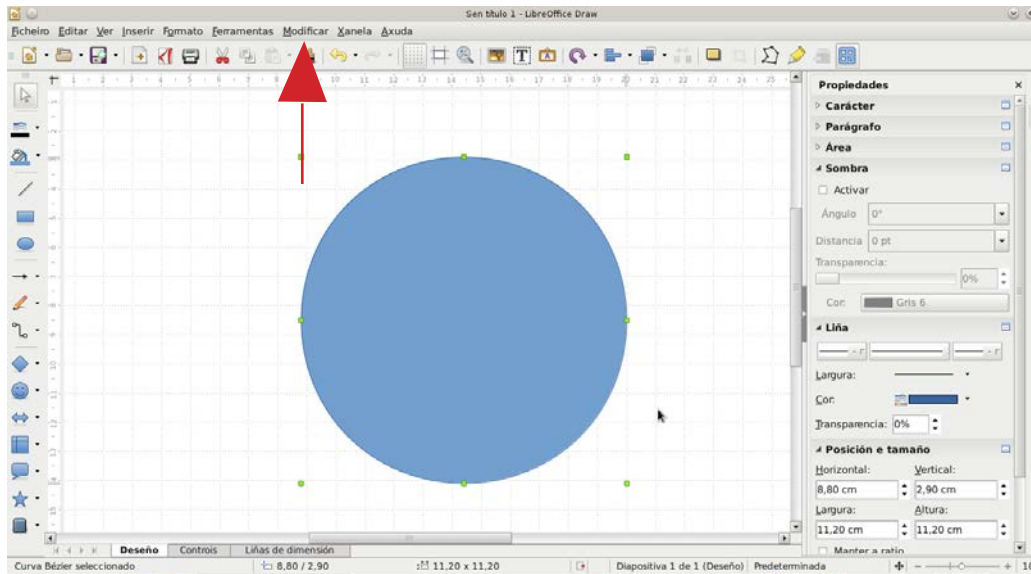 Sen título 1 - LibreOffice Draw
Ficheiro Editar Ver Inserir Formato Ferramentas Modificar Xanela Axuda
Propiedades
Carácter
Parágrafo
Área
Sombra
Activar
Ángulo 0°
Distancia 0 pt
Transparencia:
0%
Cor: Gris 6
Liña
Largura:
Cor:
Transparencia: 0%
Posición e tamaño
Horizontal: Vertical:
8,80 cm 2,90 cm
Largura: Altura:
11,20 cm 11,20 cm
Manter a ratio
Deseño Controis Liñas de dimensión
Curva Bézier seleccionado 8,80 / 2,90 11,20 x 11,20 Diapositiva 1 de 1 (Deseño) Predeterminado